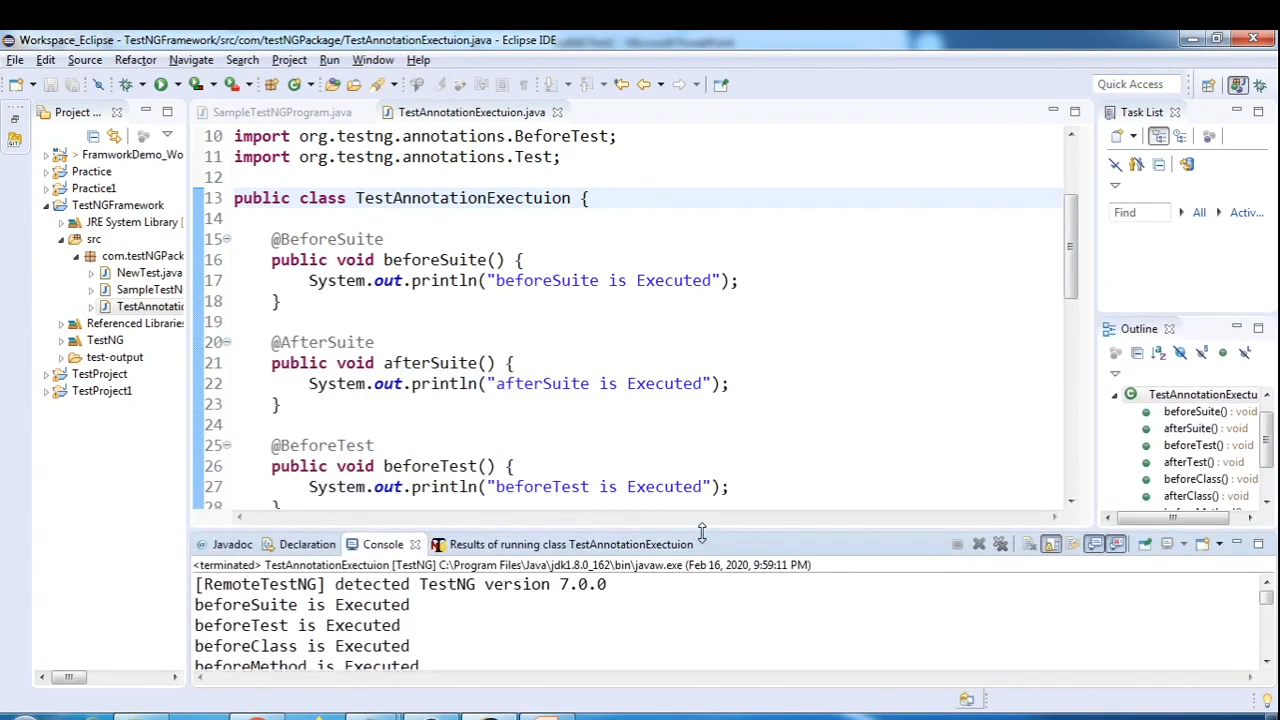 Workspace_Eclipse - TestNGFramework/src/com/testNGPackage/TestAnnotationExectuion.java - Eclipse IDE
File Edit Source Refactor Navigate Search Project Run Window Help
Quick Access
Project ...
SampleTestNGProgram.java
TestAnnotationExectuion.java
Task List
> FramworkDemo_Wo
Practice
Practice1
TestNGFramework
JRE System Library [
src
com.testNGPack
NewTest.java
SampleTestN
TestAnnotatic
Referenced Libraries
TestNG
test-output
TestProject
TestProject1
10 import org.testng.annotations.BeforeTest;
11 import org.testng.annotations.Test;
12
13 public class TestAnnotationExectuion {
14
15 @BeforeSuite
16 public void beforeSuite() {
17 System.out.println("beforeSuite is Executed");
18 }
19
20 @AfterSuite
21 public void afterSuite() {
22 System.out.println("afterSuite is Executed");
23 }
24
25 @BeforeTest
26 public void beforeTest() {
27 System.out.println("beforeTest is Executed");
28 }
Find All Activ...
Outline
TestAnnotationExectu
beforeSuite() : void
afterSuite() : void
beforeTest() : void
afterTest() : void
beforeClass() : void
afterClass() : void
Javadoc Declaration Console Results of running class TestAnnotationExectuion
<terminated> TestAnnotationExectuion [TestNG] C:\Program Files\Java\jdk1.8.0_162\bin\javaw.exe (Feb 16, 2020, 9:59:11 PM)
[RemoteTestNG] detected TestNG version 7.0.0
beforeSuite is Executed
beforeTest is Executed
beforeClass is Executed
beforeMethod is Executed